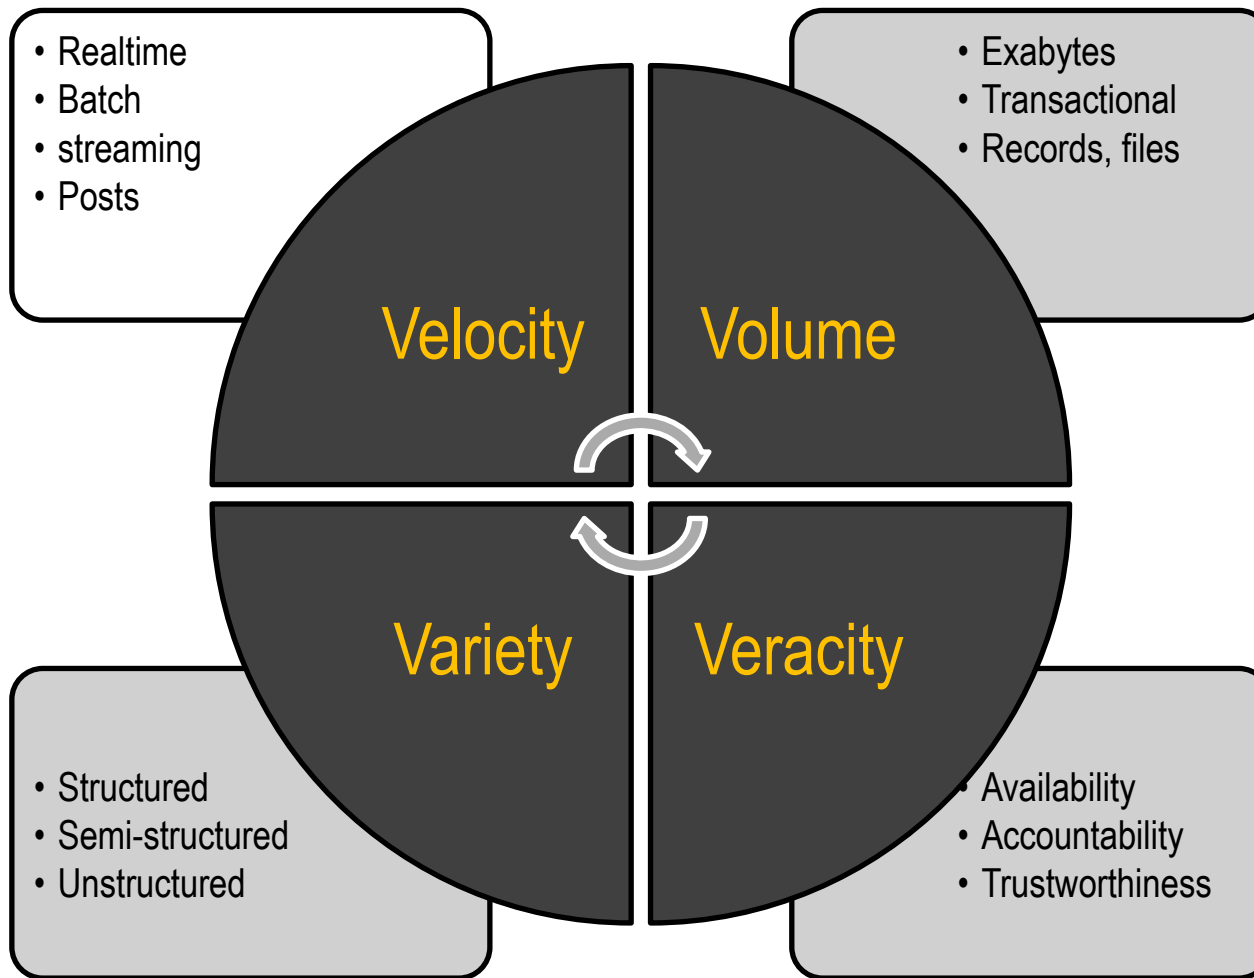 • Realtime
• Batch
• streaming
• Posts
• Exabytes
• Transactional
• Records, files
Velocity
Volume
Variety
Veracity
• Structured
• Semi-structured
• Unstructured
• Availability
• Accountability
• Trustworthiness